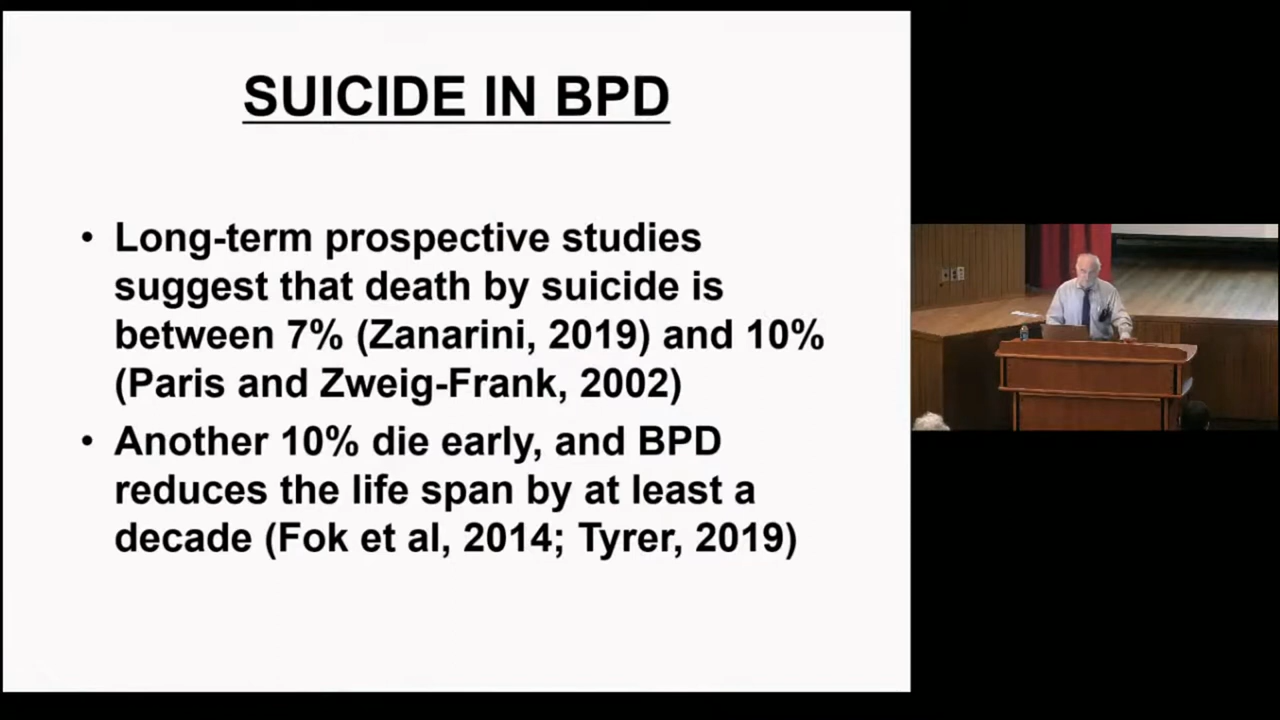 SUICIDE IN BPD
• Long-term prospective studies
suggest that death by suicide is
between 7% (Zanarini, 2019) and 10%
(Paris and Zweig-Frank, 2002)
• Another 10% die early, and BPD
reduces the life span by at least a
decade (Fok et al, 2014; Tyrer, 2019)